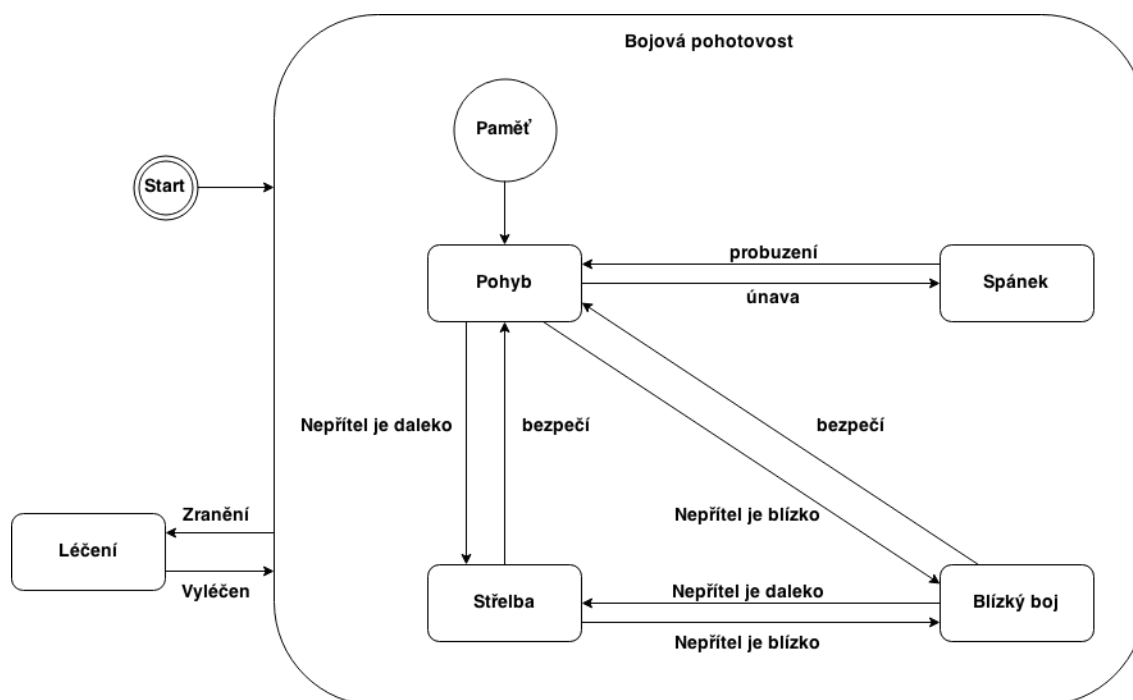 Bojová pohotovost
Paměť
Start
Pohyb
probuzení
únava
Spánek
Nepřítel je daleko
bezpečí
bezpečí
Nepřítel je blízko
Zranění
Léčení
Vyléčen
Střelba
Nepřítel je daleko
Nepřítel je blízko
Blízký boj